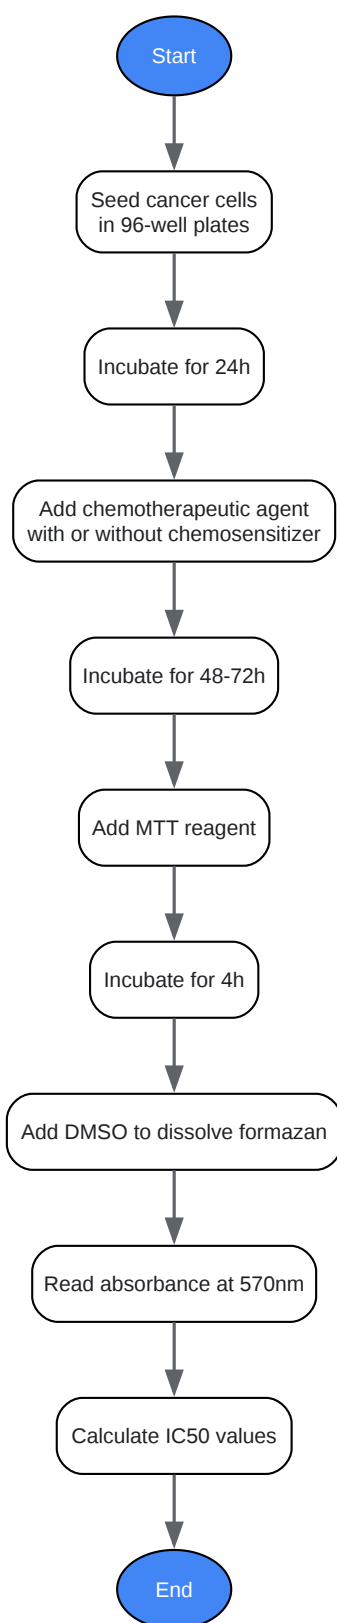 Start
Seed cancer cells
in 96-well plates
Incubate for 24h
Add chemotherapeutic agent
with or without chemosensitizer
Incubate for 48-72h
Add MTT reagent
Incubate for 4h
Add DMSO to dissolve formazan
Read absorbance at 570nm
Calculate IC50 values
End